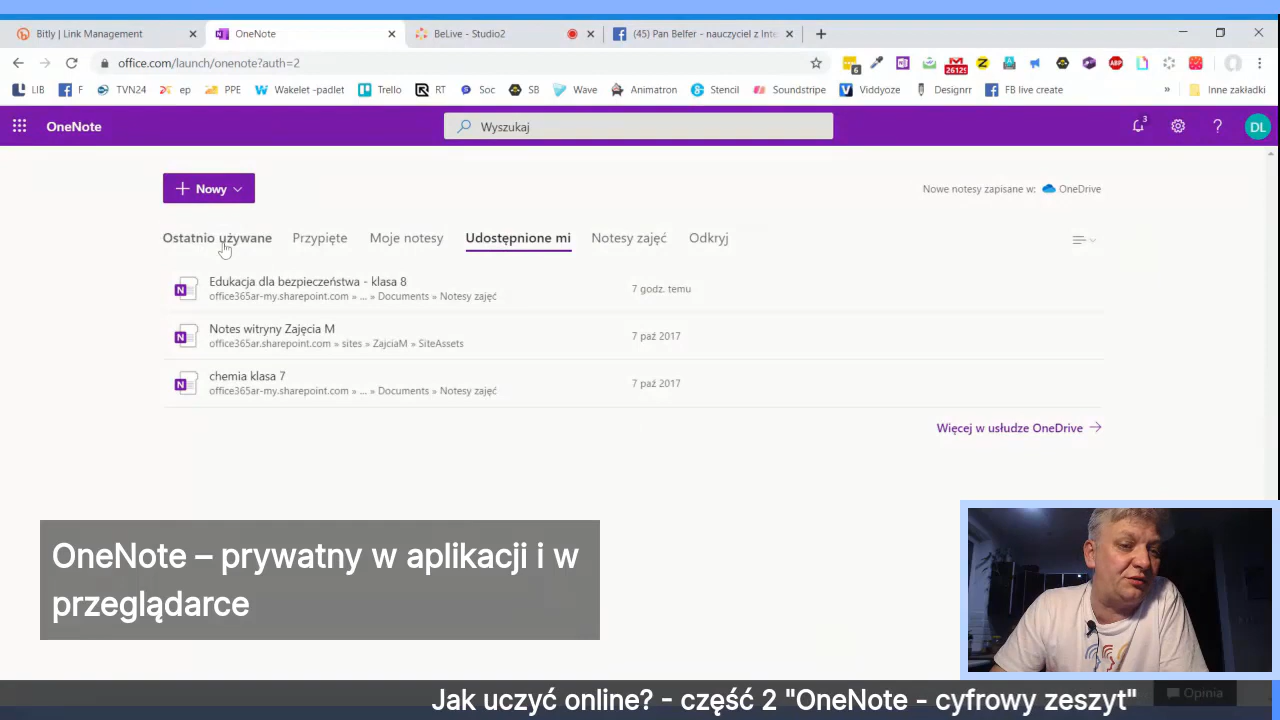 Bitly | Link Management
OneNote
BeLive - Studio2
(45) Pan Belfer - nauczyciel z Inte
office.com/launch/onenote?auth=2
6
26125
ABP
LIB
F
TVN24
ep
PPE
Wakelet -padlet
Trello
RT
Soc
SB
Wave
Animatron
Stencil
Soundstripe
Viddyoze
Designrr
FB live create
»
Inne zakładki
OneNote
Wyszukaj
3
?
DL
+ Nowy
Nowe notesy zapisane w: OneDrive
Ostatnio używane
Przypięte
Moje notesy
Udostępnione mi
Notesy zajęć
Odkryj
Edukacja dla bezpieczeństwa - klasa 8
office365ar-my.sharepoint.com » ... » Documents » Notesy zajęć
7 godz. temu
Notes witryny Zajęcia M
office365ar.sharepoint.com » sites » ZajciaM » SiteAssets
7 paź 2017
chemia klasa 7
office365ar-my.sharepoint.com » ... » Documents » Notesy zajęć
7 paź 2017
Więcej w usłudze OneDrive
OneNote – prywatny w aplikacji i w
przeglądarce
Jak uczyć online? - część 2 "OneNote - cyfrowy zeszyt"
Opinia